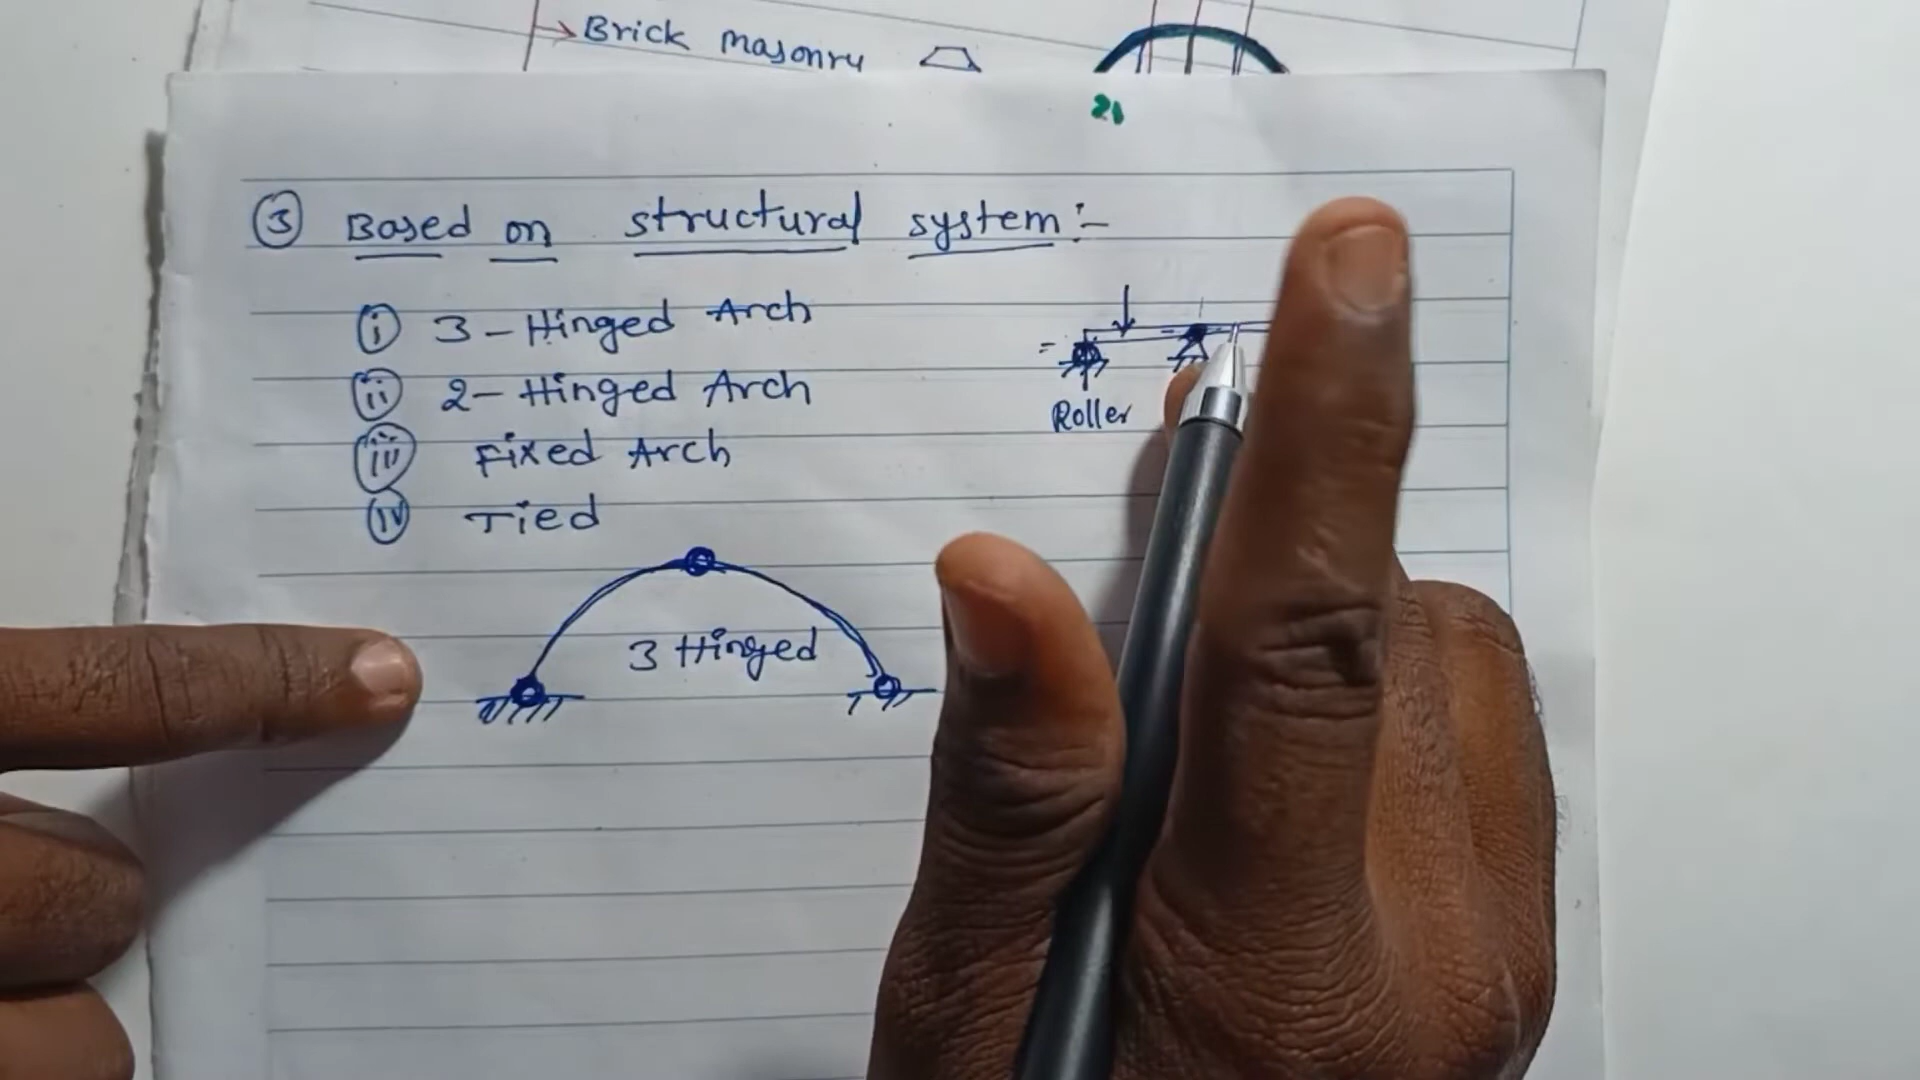 →Brick masonry
21
③ Based on structural system :-
ⓘ 3-Hinged Arch
ⓘⓘ 2-Hinged Arch
ⓘⓘⓘ Fixed Arch
ⓘⓥ Tied
Roller
3 Hinged